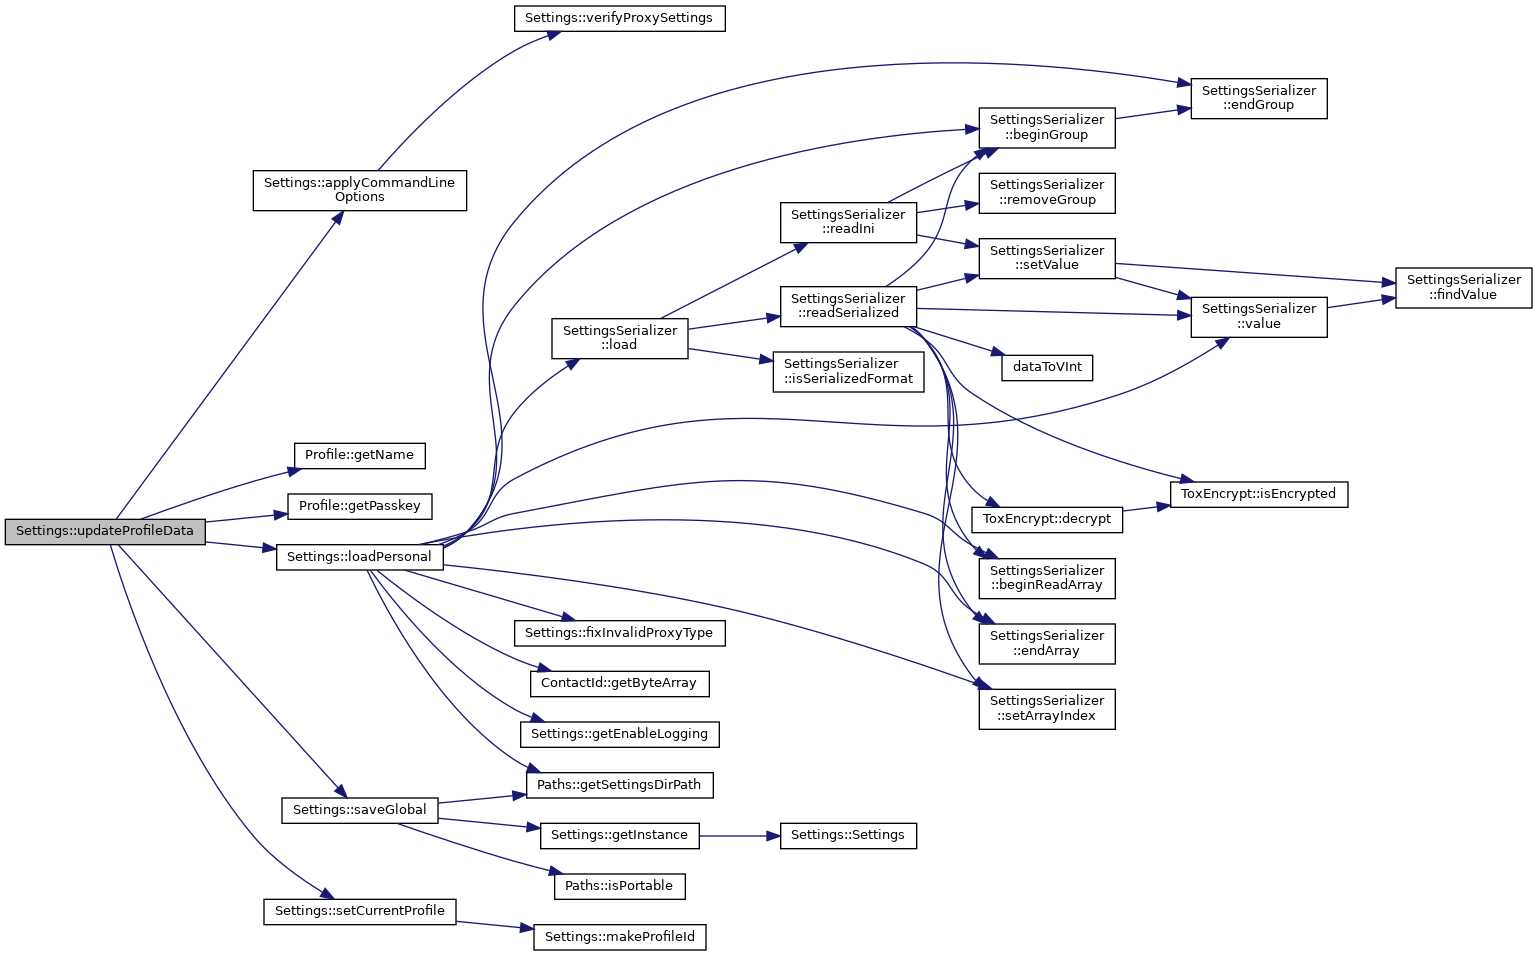 Settings::verifyProxySettings
SettingsSerializer
::endGroup
SettingsSerializer
::beginGroup
Settings::applyCommandLine
Options
SettingsSerializer
::removeGroup
SettingsSerializer
::readIni
SettingsSerializer
::setValue
SettingsSerializer
::findValue
SettingsSerializer
::readSerialized
SettingsSerializer
::value
SettingsSerializer
::load
SettingsSerializer
::isSerializedFormat
dataToVInt
Profile::getName
ToxEncrypt::isEncrypted
Profile::getPasskey
ToxEncrypt::decrypt
Settings::updateProfileData
Settings::loadPersonal
SettingsSerializer
::beginReadArray
Settings::fixInvalidProxyType
SettingsSerializer
::endArray
ContactId::getByteArray
SettingsSerializer
::setArrayIndex
Settings::getEnableLogging
Paths::getSettingsDirPath
Settings::saveGlobal
Settings::getInstance
Settings::Settings
Paths::isPortable
Settings::setCurrentProfile
Settings::makeProfileId